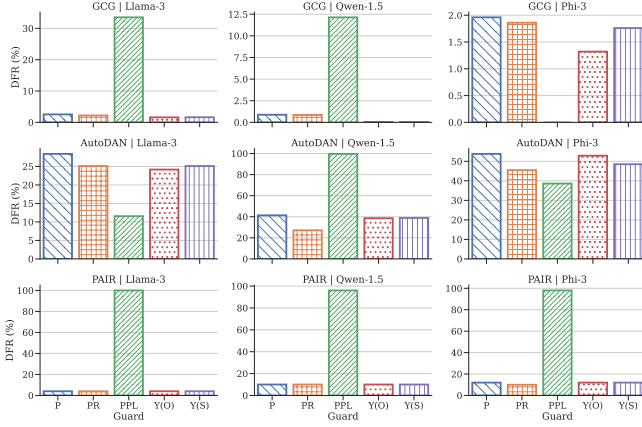 GCG | Llama-3
GCG | Qwen-1.5
GCG | Phi-3
DFR (%)
30
20
10
0
12.5
10.0
7.5
5.0
2.5
0.0
2.0
1.5
1.0
0.5
0.0
AutoDAN | Llama-3
AutoDAN | Qwen-1.5
AutoDAN | Phi-3
DFR (%)
25
20
15
10
5
0
100
80
60
40
20
0
50
40
30
20
10
0
PAIR | Llama-3
PAIR | Qwen-1.5
PAIR | Phi-3
DFR (%)
100
80
60
40
20
0
100
80
60
40
20
0
100
80
60
40
20
0
P PR PPL Y(O) Y(S)
P PR PPL Y(O) Y(S)
P PR PPL Y(O) Y(S)
Guard
Guard
Guard